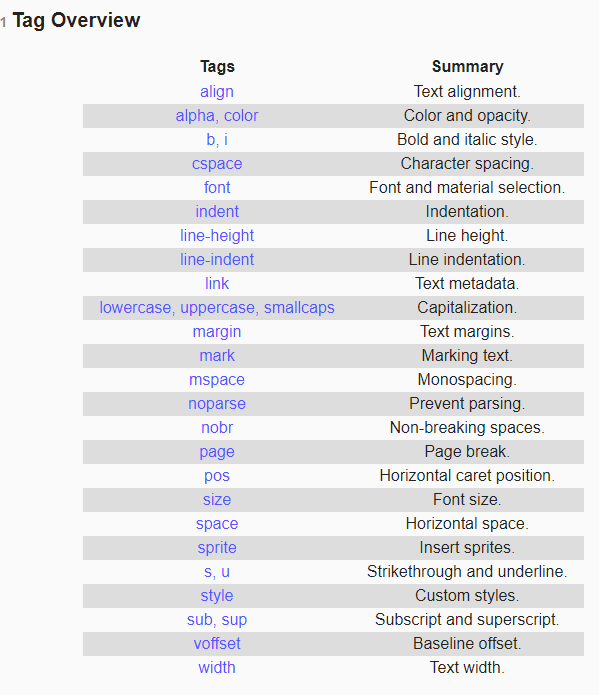 1 Tag Overview
Tags Summary
align Text alignment.
alpha, color Color and opacity.
b, i Bold and italic style.
cspace Character spacing.
font Font and material selection.
indent Indentation.
line-height Line height.
line-indent Line indentation.
link Text metadata.
lowercase, uppercase, smallcaps Capitalization.
margin Text margins.
mark Marking text.
mspace Monospacing.
noparse Prevent parsing.
nobr Non-breaking spaces.
page Page break.
pos Horizontal caret position.
size Font size.
space Horizontal space.
sprite Insert sprites.
s, u Strikethrough and underline.
style Custom styles.
sub, sup Subscript and superscript.
voffset Baseline offset.
width Text width.